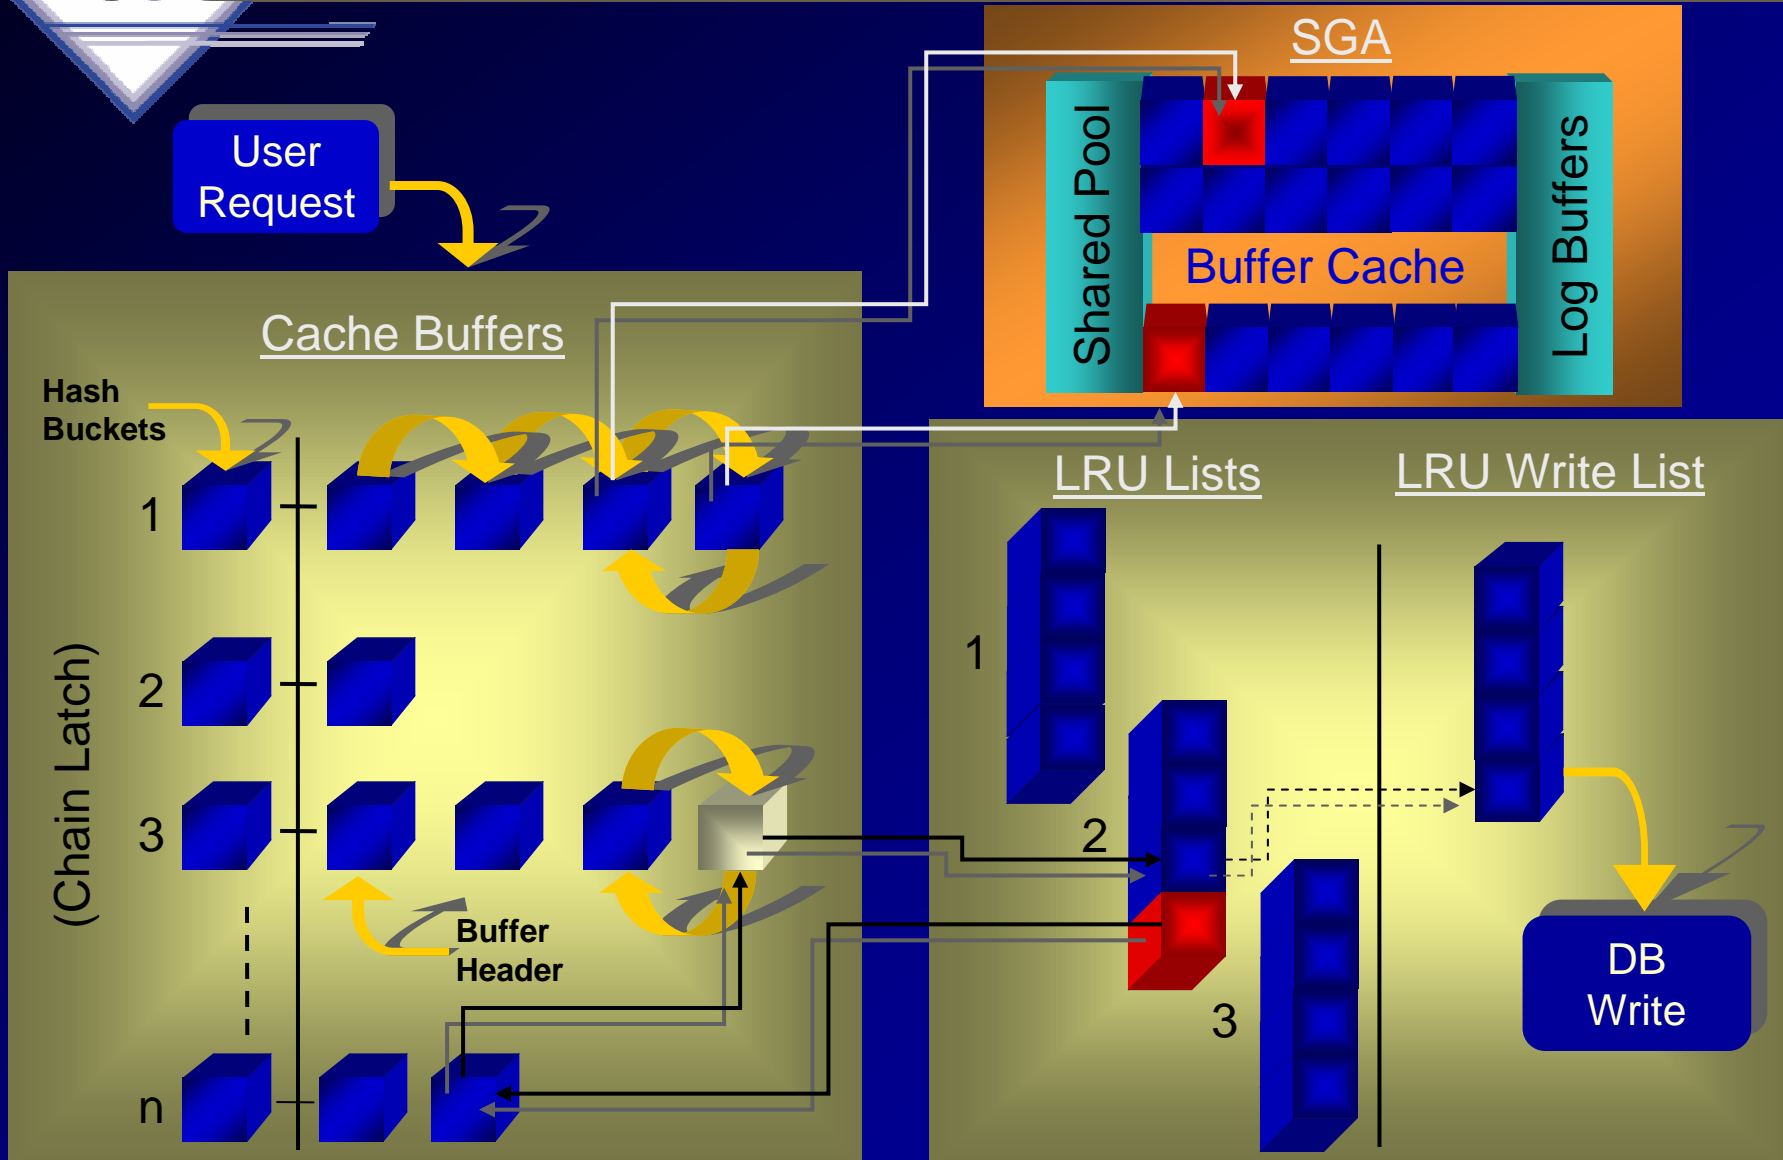 SGA
User
Request
Shared Pool
Log Buffers
Buffer Cache
Cache Buffers
Hash
Buckets
LRU Lists
LRU Write List
1
2
3
n
(Chain Latch)
Buffer
Header
1
2
3
DB
Write